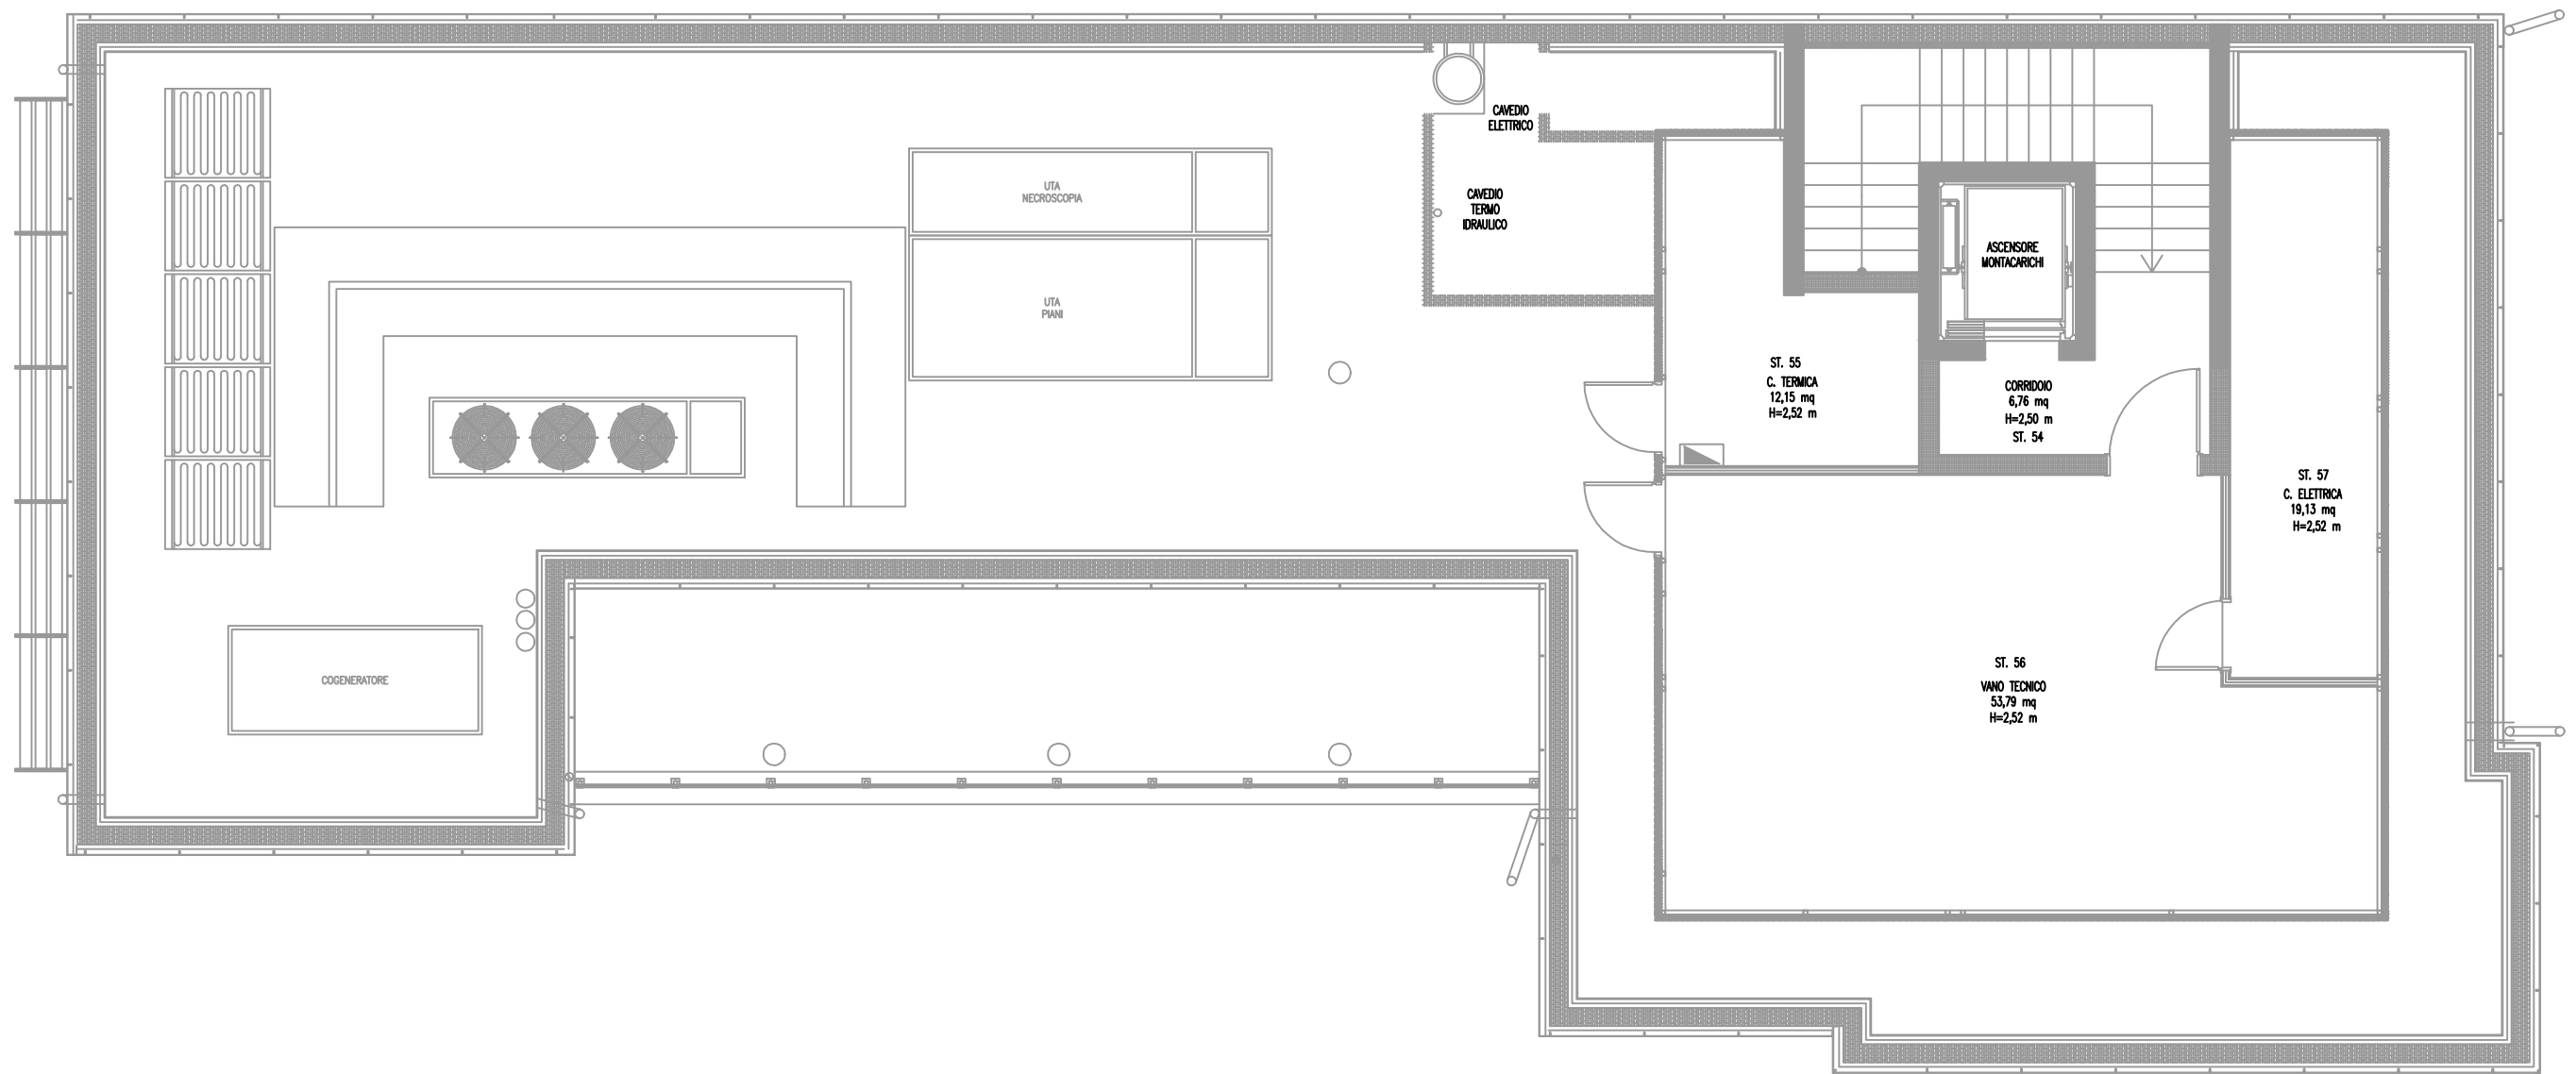 CAVEDIO
ELETTRICO
UTA
NECROSCOPIA
CAVEDIO
TERMO
IDRAULICO
ASCENSORE
MONTACARICHI
UTA
PIANI
ST. 55
C. TERMICA
12,15 mq
H=2,52 m
CORRIDOIO
6,76 mq
H=2,50 m
ST. 54
ST. 57
C. ELETTRICA
19,13 mq
H=2,52 m
COGENERATORE
ST. 56
VANO TECNICO
53,79 mq
H=2,52 m